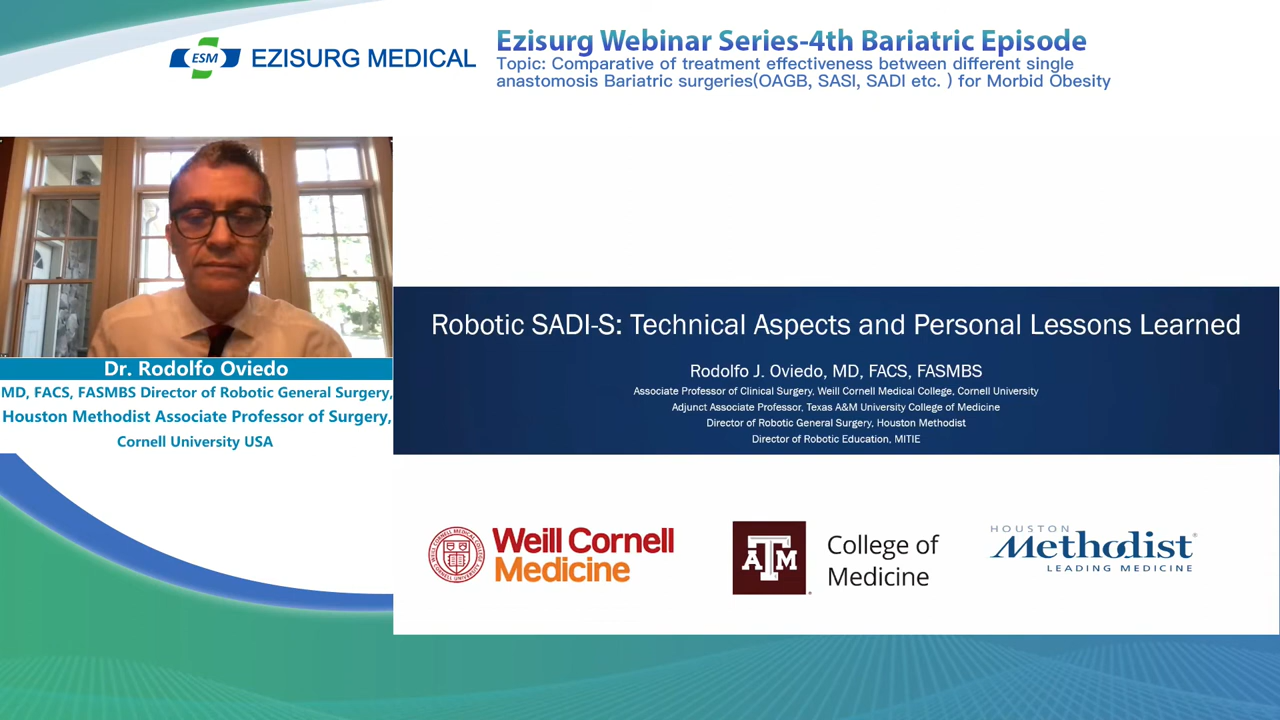 ESM
EZISURG MEDICAL
Ezisurg Webinar Series-4th Bariatric Episode
Topic: Comparative of treatment effectiveness between different single
anastomosis Bariatric surgeries(OAGB, SASI, SADI etc. ) for Morbid Obesity
Dr. Rodolfo Oviedo
MD, FACS, FASMBS Director of Robotic General Surgery,
Houston Methodist Associate Professor of Surgery,
Cornell University USA
Robotic SADI-S: Technical Aspects and Personal Lessons Learned
Rodolfo J. Oviedo, MD, FACS, FASMBS
Associate Professor of Clinical Surgery, Weill Cornell Medical College, Cornell University
Adjunct Associate Professor, Texas A&M University College of Medicine
Director of Robotic General Surgery, Houston Methodist
Director of Robotic Education, MITIE
Weill Cornell
Medicine
ATM
College of
Medicine
HOUSTON
Methodist®
LEADING MEDICINE